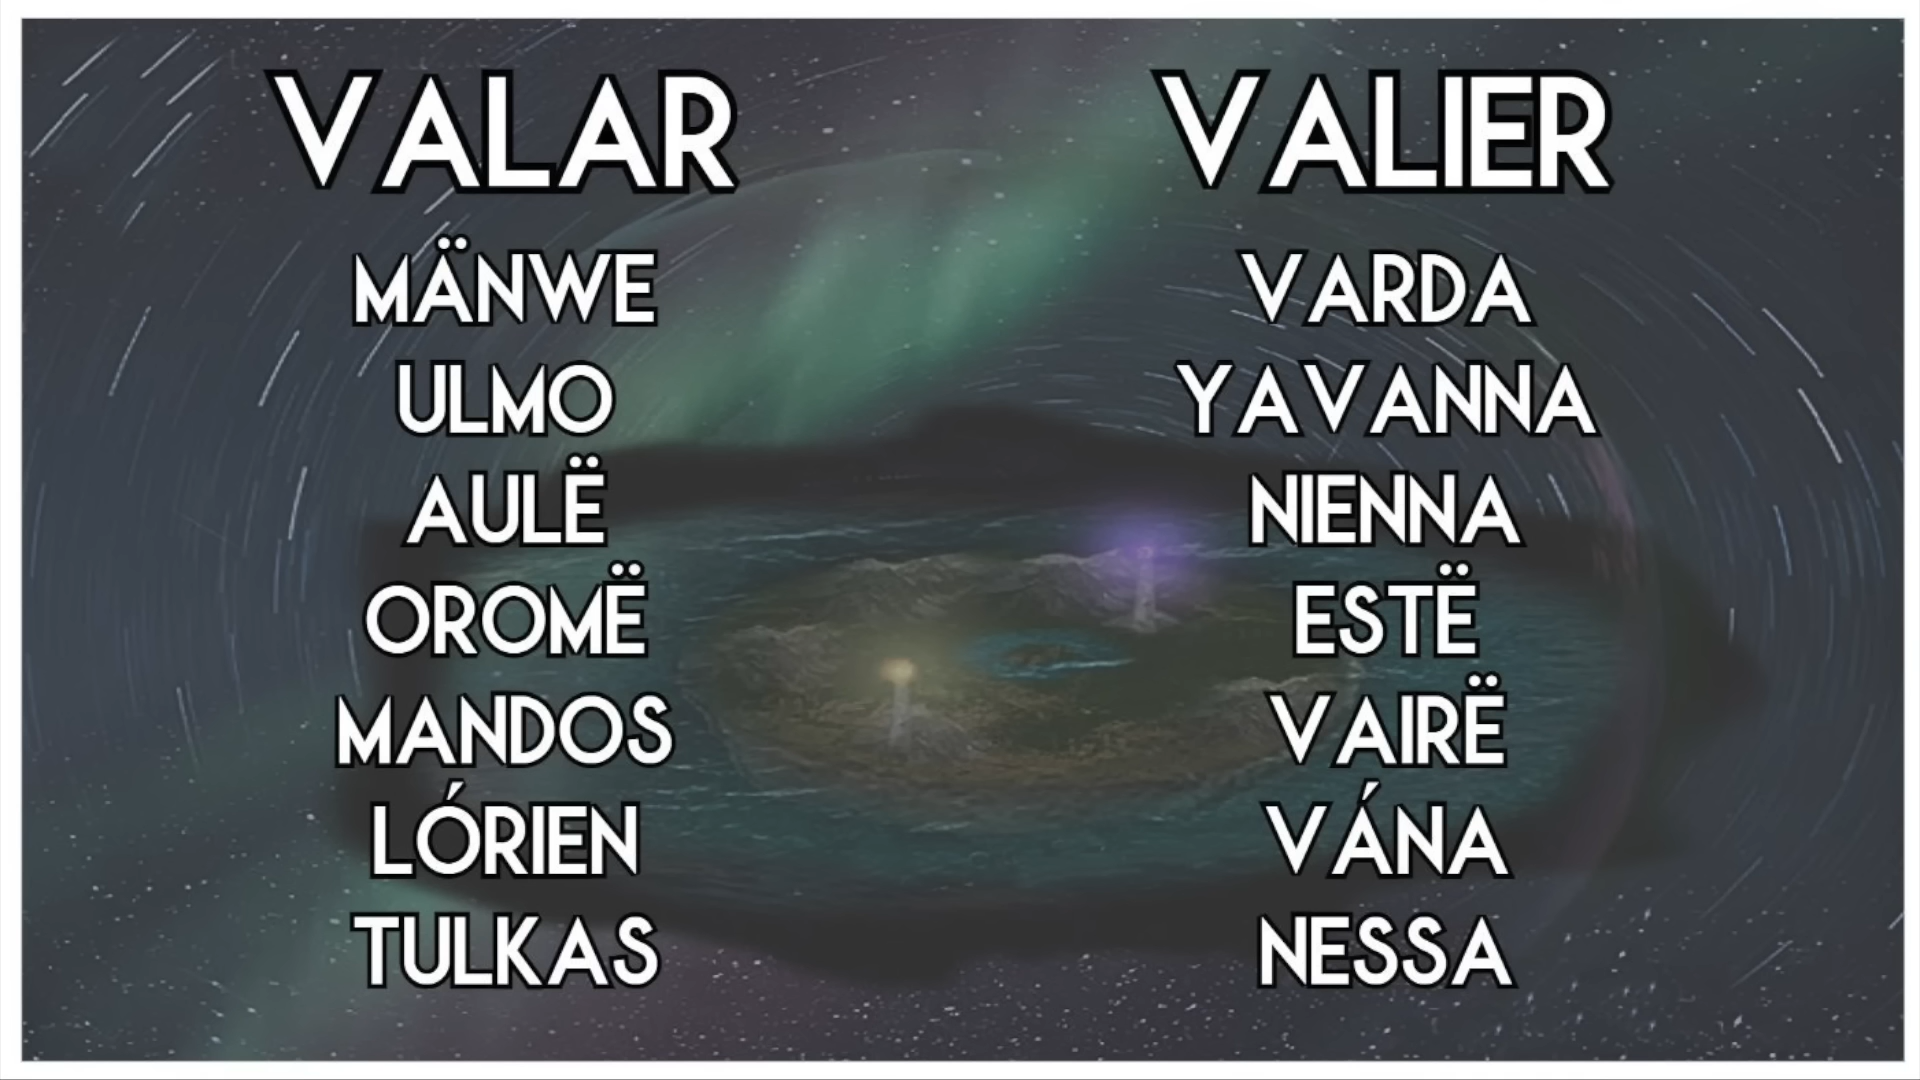 VALAR
MÄNWE
ULMO
AULË
OROMË
MANDOS
LÓRIEN
TULKAS
VALIER
VARDA
YAVANNA
NIENNA
ESTË
VAIRË
VÁNA
NESSA